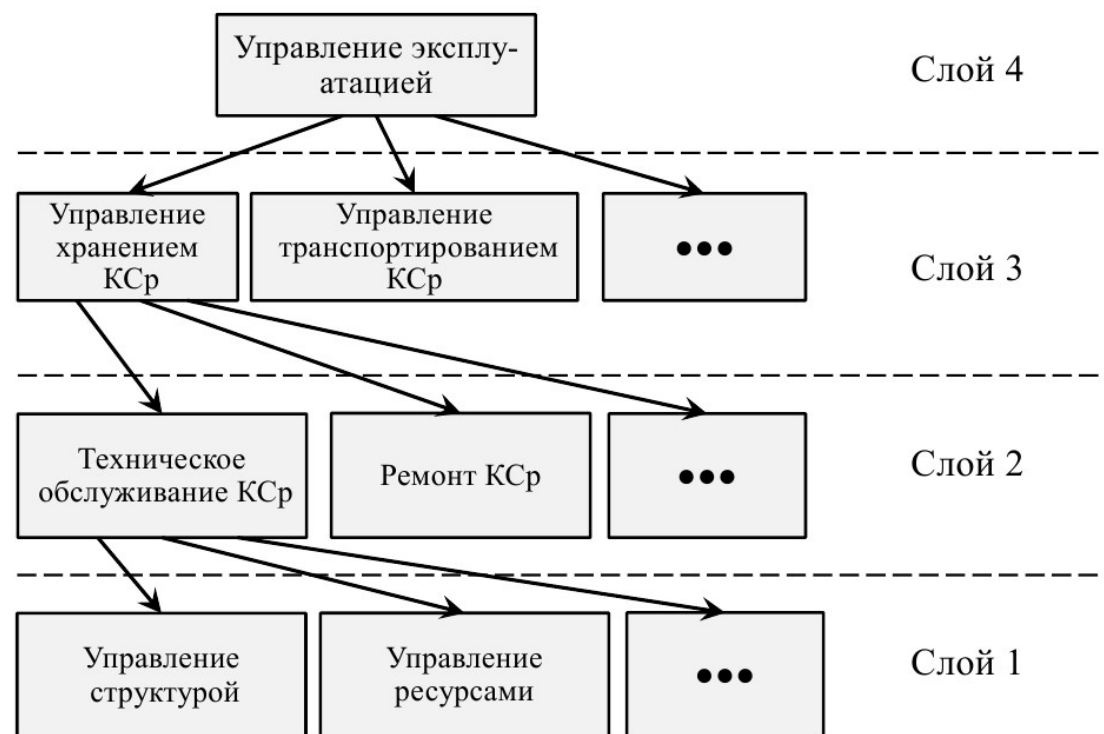 Управление эксплу-
атацией
Слой 4
Управление
хранением
КСр
Управление
транспортированием
КСр
•••
Слой 3
Техническое
обслуживание КСр
Ремонт КСр
•••
Слой 2
Управление
структурой
Управление
ресурсами
•••
Слой 1